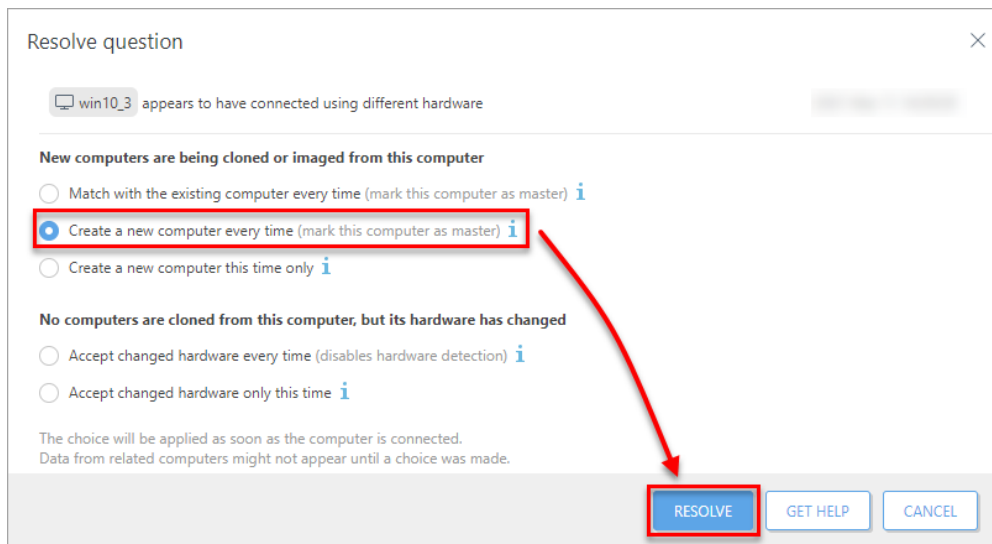 Resolve question
win10_3 appears to have connected using different hardware
New computers are being cloned or imaged from this computer
Match with the existing computer every time (mark this computer as master) i
Create a new computer every time (mark this computer as master) i
Create a new computer this time only i
No computers are cloned from this computer, but its hardware has changed
Accept changed hardware every time (disables hardware detection) i
Accept changed hardware only this time i
The choice will be applied as soon as the computer is connected.
Data from related computers might not appear until a choice was made.
RESOLVE GET HELP CANCEL